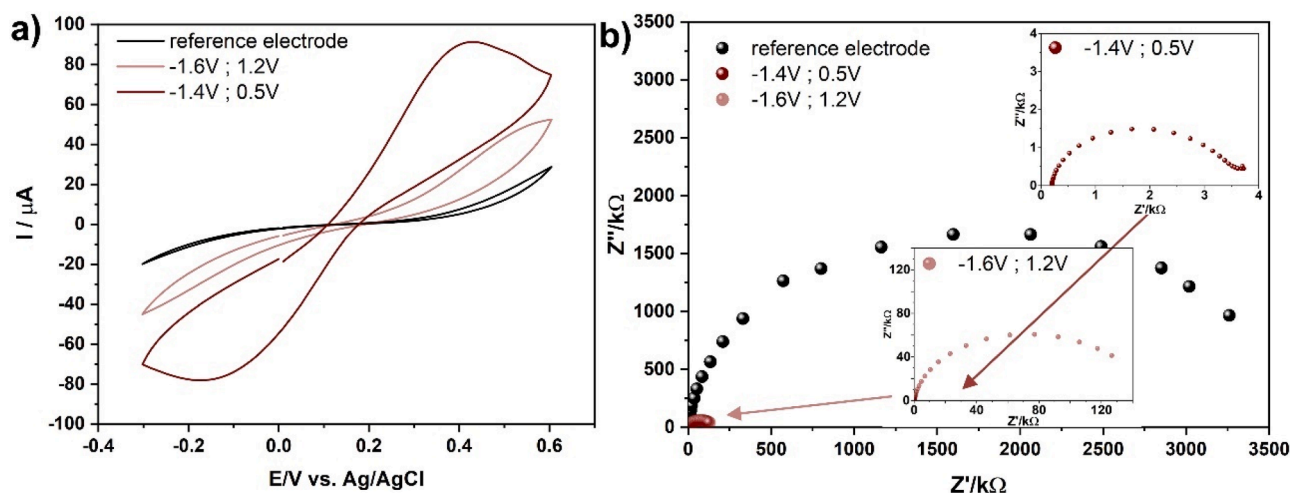 a)
reference electrode
-1.6V ; 1.2V
-1.4V ; 0.5V
100
80
60
40
20
0
-20
-40
-60
-80
-100
I / μA
-0.4 -0.2 0.0 0.2 0.4 0.6
E/V vs. Ag/AgCl
b)
reference electrode
-1.4V ; 0.5V
-1.6V ; 1.2V
3500
3000
2500
2000
1500
1000
500
0
Z''/kΩ
0 500 1000 1500 2000 2500 3000 3500
Z'/kΩ
-1.4V ; 0.5V
4
3
2
1
0
Z''/kΩ
0 1 2 3 4
Z'/kΩ
-1.6V ; 1.2V
120
80
40
0
Z''/kΩ
0 40 80 120
Z'/kΩ